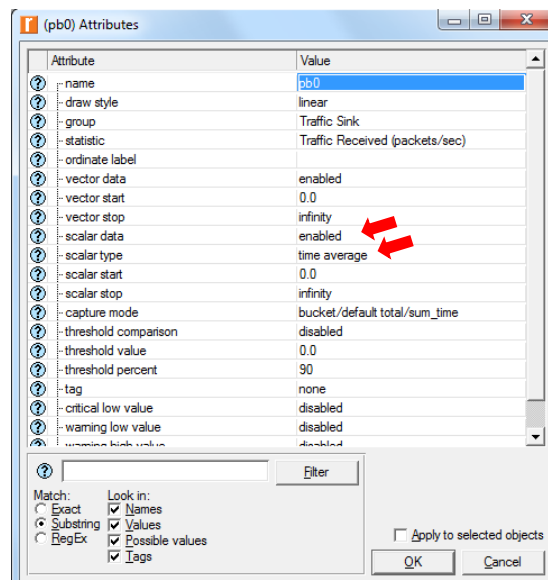 (pb0) Attributes
Attribute Value
name pb0
draw style linear
group Traffic Sink
statistic Traffic Received (packets/sec)
ordinate label
vector data enabled
vector start 0.0
vector stop infinity
scalar data enabled
scalar type time average
scalar start 0.0
scalar stop infinity
capture mode bucket/default total/sum_time
threshold comparison disabled
threshold value 0.0
threshold percent 90
tag none
critical low value disabled
warning low value disabled
warning high value disabled
Filter
Match: Look in:
Exact Names
Substring Values
RegEx Possible values
Tags
Apply to selected objects
OK Cancel